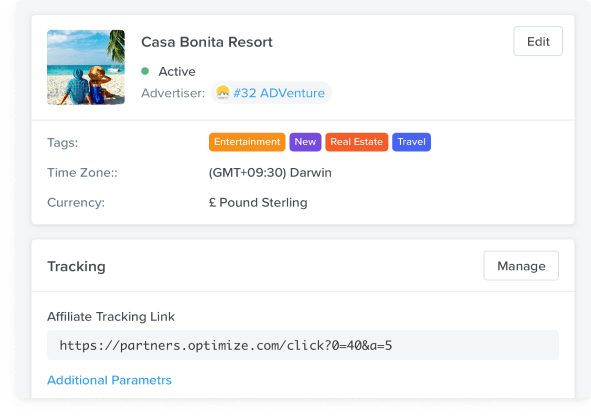 Casa Bonita Resort
Edit
Active
Advertiser: #32 ADVenture
Tags: Entertainment New Real Estate Travel
Time Zone:: (GMT+09:30) Darwin
Currency: £ Pound Sterling
Tracking
Manage
Affiliate Tracking Link
https://partners.optimize.com/click?0=40&a=5
Additional Parametrs